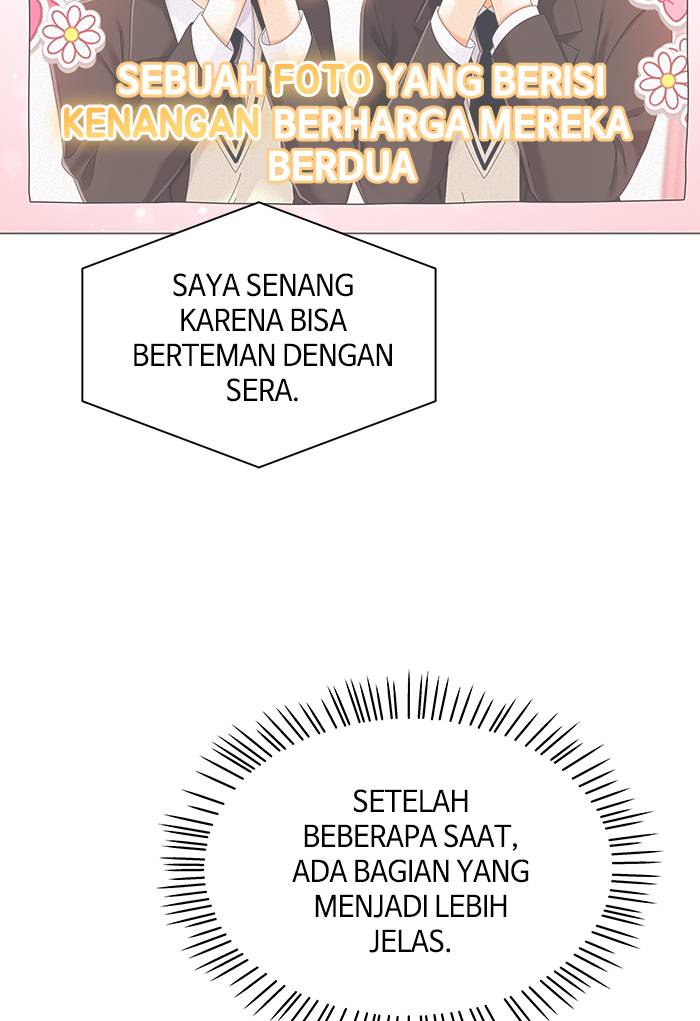 SEBUAH FOTO YANG BERISI
KENANGAN BERHARGA MEREKA
BERDUA
SAYA SENANG
KARENA BISA
BERTEMAN DENGAN
SERA.
SETELAH
BEBERAPA SAAT,
ADA BAGIAN YANG
MENJADI LEBIH
JELAS.